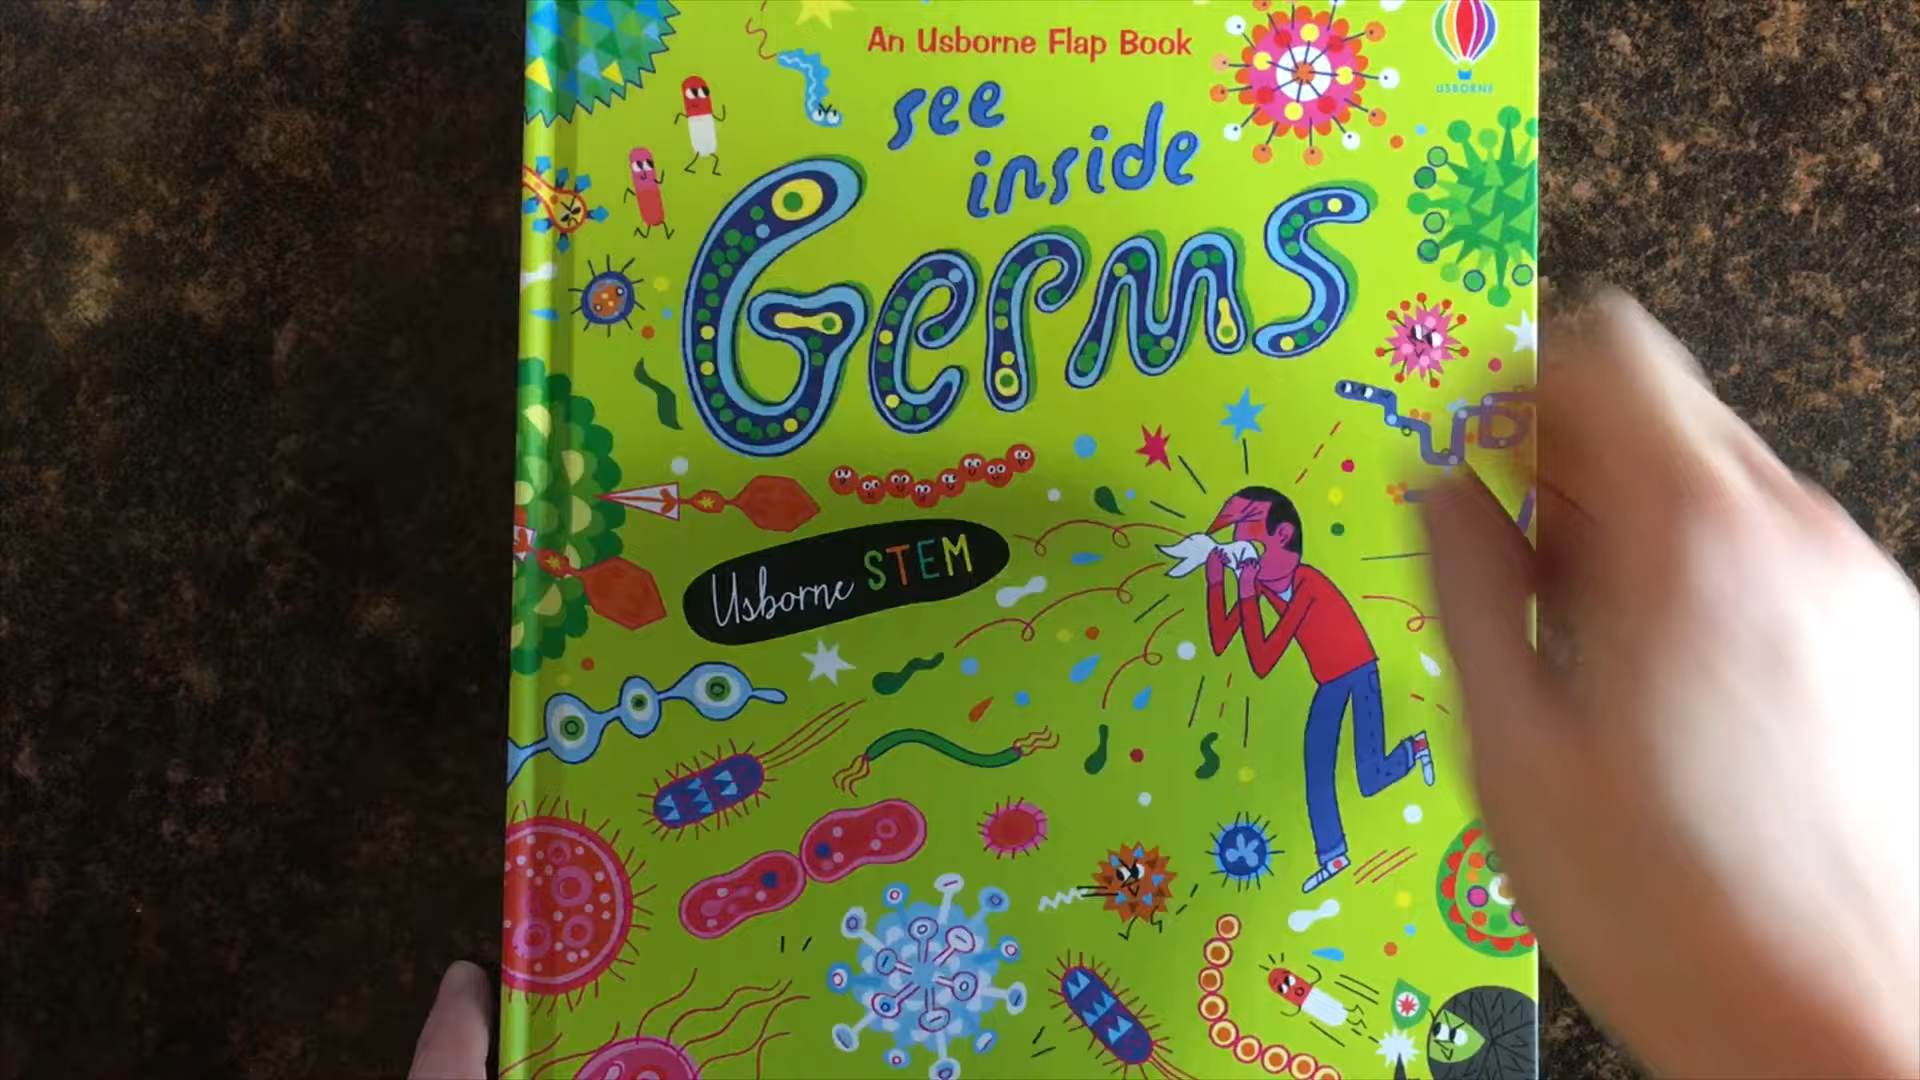 An Usborne Flap Book
USBORNE
see
inside
Germs
Usborne STEM